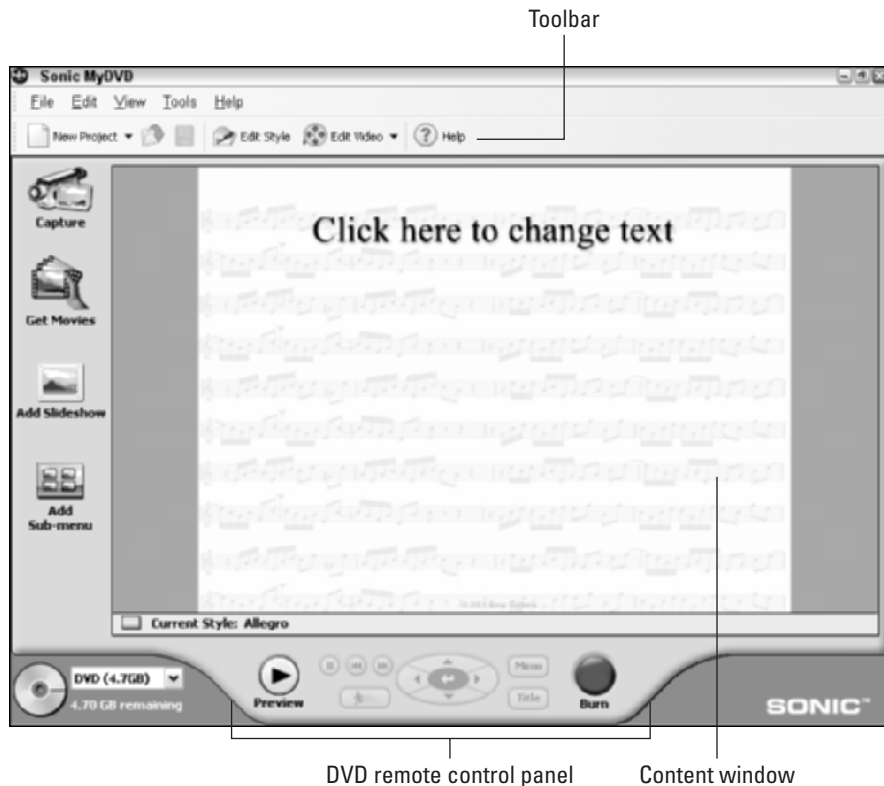 Toolbar
Sonic MyDVD
File Edit View Tools Help
New Project Edit Style Edit Video Help
Capture
Click here to change text
Get Movies
Add Slideshow
Add
Sub-menu
Current Style: Allegro
DVD (4.7GB)
4.70 GB remaining
Preview
Menu
Title
Burn
SONIC™
DVD remote control panel
Content window